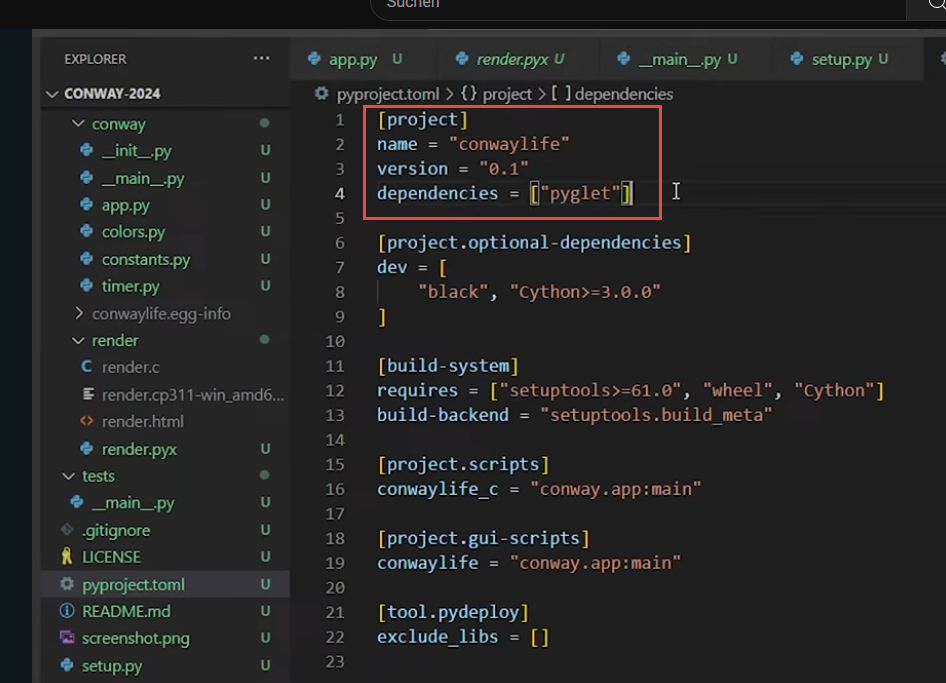 Suchen
EXPLORER ...
CONWAY-2024
conway
__init__.py U
__main__.py U
app.py U
colors.py U
constants.py U
timer.py U
conwaylife.egg-info
render
C render.c
render.cp311-win_amd6...
<> render.html
render.pyx U
tests
__main__.py U
.gitignore U
LICENSE U
pyproject.toml U
README.md U
screenshot.png U
setup.py U
app.py U render.pyx U __main__.py U setup.py U
pyproject.toml > {} project > [ ] dependencies
1 [project]
2 name = "conwaylife"
3 version = "0.1"
4 dependencies = ["pyglet"]
5
6 [project.optional-dependencies]
7 dev = [
8 "black", "Cython>=3.0.0"
9 ]
10
11 [build-system]
12 requires = ["setuptools>=61.0", "wheel", "Cython"]
13 build-backend = "setuptools.build_meta"
14
15 [project.scripts]
16 conwaylife_c = "conway.app:main"
17
18 [project.gui-scripts]
19 conwaylife = "conway.app:main"
20
21 [tool.pydeploy]
22 exclude_libs = []
23